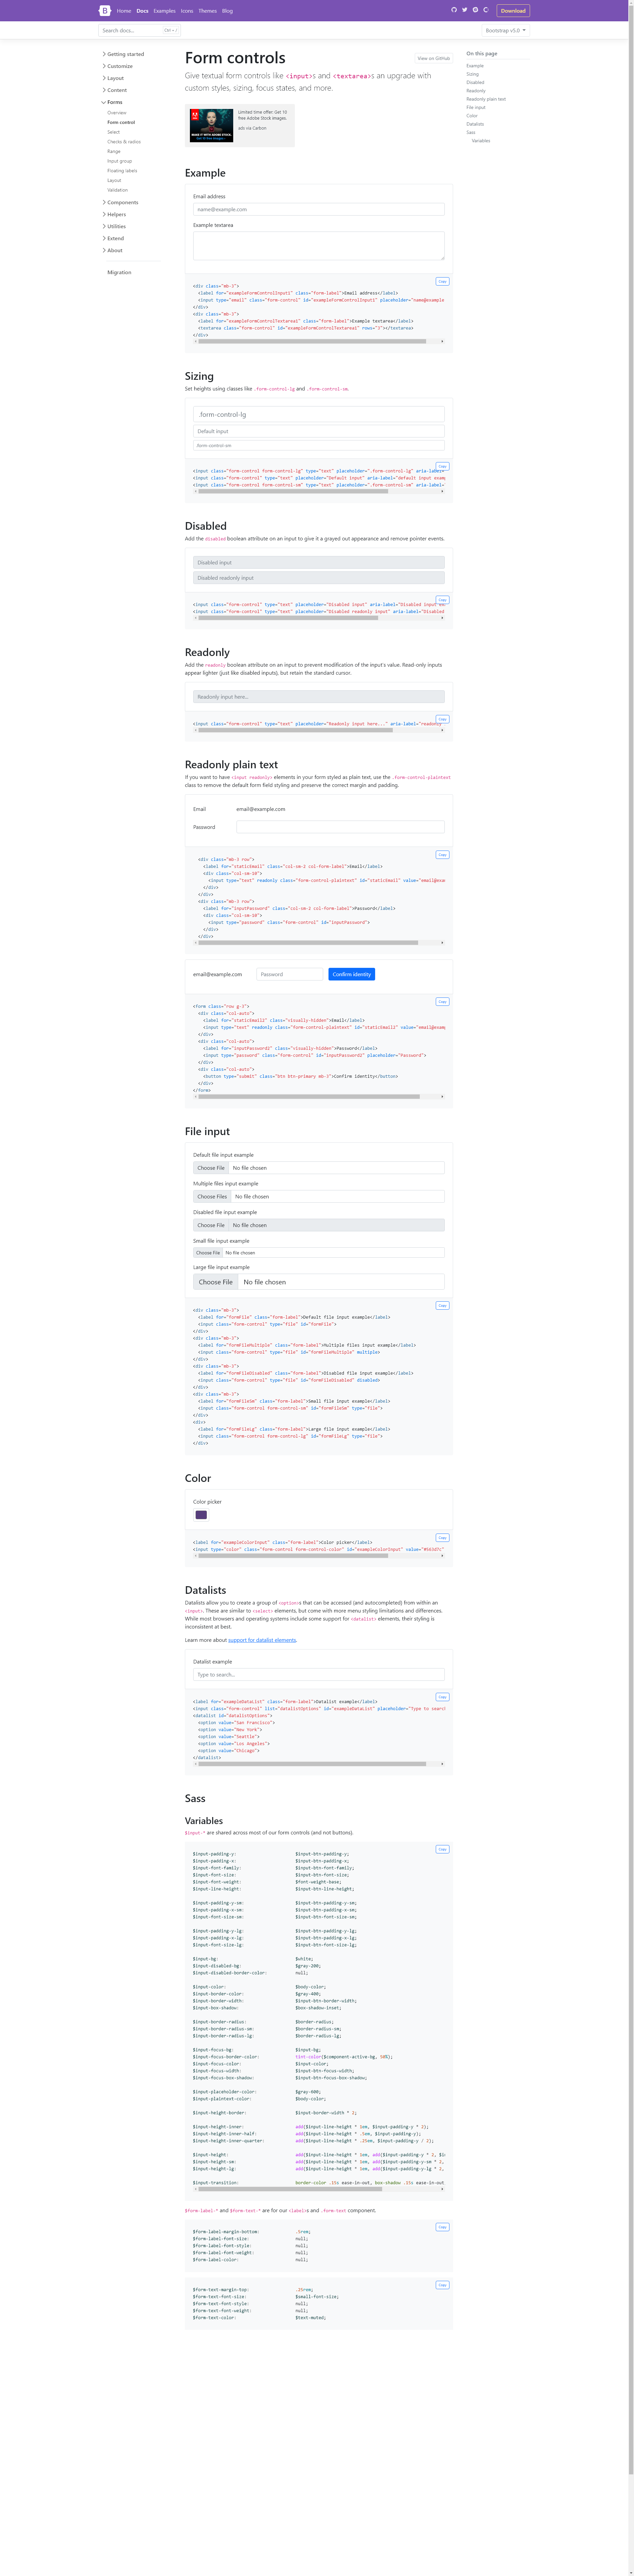 Home Docs Examples Icons Themes Blog Download
Search docs... Ctrl + / Bootstrap v5.0
Getting started
Customize
Layout
Content
Forms
Overview
Form control
Select
Checks & radios
Range
Input group
Floating labels
Layout
Validation
Components
Helpers
Utilities
Extend
About
Migration
Form controls
View on GitHub
Give textual form controls like <input>s and <textarea>s an upgrade with
custom styles, sizing, focus states, and more.
Limited time offer: Get 10
free Adobe Stock images.
ads via Carbon
On this page
Example
Sizing
Disabled
Readonly
Readonly plain text
File input
Color
Datalists
Sass
Variables
Example
Email address
name@example.com
Example textarea
Copy
<div class="mb-3">
<label for="exampleFormControlInput1" class="form-label">Email address</label>
<input type="email" class="form-control" id="exampleFormControlInput1" placeholder="name@example
</div>
<div class="mb-3">
<label for="exampleFormControlTextarea1" class="form-label">Example textarea</label>
<textarea class="form-control" id="exampleFormControlTextarea1" rows="3"></textarea>
</div>
Sizing
Set heights using classes like .form-control-lg and .form-control-sm.
.form-control-lg
Default input
.form-control-sm
Copy
<input class="form-control form-control-lg" type="text" placeholder=".form-control-lg" aria-label=
<input class="form-control" type="text" placeholder="Default input" aria-label="default input examp
<input class="form-control form-control-sm" type="text" placeholder=".form-control-sm" aria-label=
Disabled
Add the disabled boolean attribute on an input to give it a grayed out appearance and remove pointer events.
Disabled input
Disabled readonly input
Copy
<input class="form-control" type="text" placeholder="Disabled input" aria-label="Disabled input
<input class="form-control" type="text" placeholder="Disabled readonly input" aria-label="Disabled
Readonly
Add the readonly boolean attribute on an input to prevent modification of the input's value. Read-only inputs
appear lighter (just like disabled inputs), but retain the standard cursor.
Readonly input here...
Copy
<input class="form-control" type="text" placeholder="Readonly input here..." aria-label="readonly
Readonly plain text
If you want to have <input readonly> elements in your form styled as plain text, use the .form-control-plaintext
class to remove the default form field styling and preserve the correct margin and padding.
Email email@example.com
Password
Copy
<div class="mb-3 row">
<label for="staticEmail" class="col-sm-2 col-form-label">Email</label>
<div class="col-sm-10">
<input type="text" readonly class="form-control-plaintext" id="staticEmail" value="email@exam
</div>
</div>
<div class="mb-3 row">
<label for="inputPassword" class="col-sm-2 col-form-label">Password</label>
<div class="col-sm-10">
<input type="password" class="form-control" id="inputPassword">
</div>
</div>
email@example.com Password Confirm identity
Copy
<form class="row g-3">
<div class="col-auto">
<label for="staticEmail2" class="visually-hidden">Email</label>
<input type="text" readonly class="form-control-plaintext" id="staticEmail2" value="email@exam
</div>
<div class="col-auto">
<label for="inputPassword2" class="visually-hidden">Password</label>
<input type="password" class="form-control" id="inputPassword2" placeholder="Password">
</div>
<div class="col-auto">
<button type="submit" class="btn btn-primary mb-3">Confirm identity</button>
</div>
</form>
File input
Default file input example
Choose File No file chosen
Multiple files input example
Choose Files No file chosen
Disabled file input example
Choose File No file chosen
Small file input example
Choose File No file chosen
Large file input example
Choose File No file chosen
Copy
<div class="mb-3">
<label for="formFile" class="form-label">Default file input example</label>
<input class="form-control" type="file" id="formFile">
</div>
<div class="mb-3">
<label for="formFileMultiple" class="form-label">Multiple files input example</label>
<input class="form-control" type="file" id="formFileMultiple" multiple>
</div>
<div class="mb-3">
<label for="formFileDisabled" class="form-label">Disabled file input example</label>
<input class="form-control" type="file" id="formFileDisabled" disabled>
</div>
<div class="mb-3">
<label for="formFileSm" class="form-label">Small file input example</label>
<input class="form-control form-control-sm" id="formFileSm" type="file">
</div>
<div>
<label for="formFileLg" class="form-label">Large file input example</label>
<input class="form-control form-control-lg" id="formFileLg" type="file">
</div>
Color
Color picker
Copy
<label for="exampleColorInput" class="form-label">Color picker</label>
<input type="color" class="form-control form-control-color" id="exampleColorInput" value="#563d7c"
Datalists
Datalists allow you to create a group of <option>s that can be accessed (and autocompleted) from within an
<input>. These are similar to <select> elements, but come with more menu styling limitations and differences.
While most browsers and operating systems include some support for <datalist> elements, their styling is
inconsistent at best.
Learn more about support for datalist elements.
Datalist example
Type to search...
Copy
<label for="exampleDataList" class="form-label">Datalist example</label>
<input class="form-control" list="datalistOptions" id="exampleDataList" placeholder="Type to search
<datalist id="datalistOptions">
<option value="San Francisco">
<option value="New York">
<option value="Seattle">
<option value="Los Angeles">
<option value="Chicago">
</datalist>
Sass
Variables
$input-* are shared across most of our form controls (and not buttons).
Copy
$input-padding-y: $input-btn-padding-y;
$input-padding-x: $input-btn-padding-x;
$input-font-family: $input-btn-font-family;
$input-font-size: $input-btn-font-size;
$input-font-weight: $font-weight-base;
$input-line-height: $input-btn-line-height;
$input-padding-y-sm: $input-btn-padding-y-sm;
$input-padding-x-sm: $input-btn-padding-x-sm;
$input-font-size-sm: $input-btn-font-size-sm;
$input-padding-y-lg: $input-btn-padding-y-lg;
$input-padding-x-lg: $input-btn-padding-x-lg;
$input-font-size-lg: $input-btn-font-size-lg;
$input-bg: $white;
$input-disabled-bg: $gray-200;
$input-disabled-border-color: null;
$input-color: $body-color;
$input-border-color: $gray-400;
$input-border-width: $input-btn-border-width;
$input-box-shadow: $box-shadow-inset;
$input-border-radius: $border-radius;
$input-border-radius-sm: $border-radius-sm;
$input-border-radius-lg: $border-radius-lg;
$input-focus-bg: $input-bg;
$input-focus-border-color: tint-color($component-active-bg, 50%);
$input-focus-color: $input-color;
$input-focus-width: $input-btn-focus-width;
$input-focus-box-shadow: $input-btn-focus-box-shadow;
$input-placeholder-color: $gray-600;
$input-plaintext-color: $body-color;
$input-height-border: $input-border-width * 2;
$input-height-inner: add($input-line-height * 1em, $input-padding-y * 2);
$input-height-inner-half: add($input-line-height * .5em, $input-padding-y);
$input-height-inner-quarter: add($input-line-height * .25em, $input-padding-y / 2);
$input-height: add($input-line-height * 1em, add($input-padding-y * 2, $i
$input-height-sm: add($input-line-height * 1em, add($input-padding-y-sm * 2,
$input-height-lg: add($input-line-height * 1em, add($input-padding-y-lg * 2,
$input-transition: border-color .15s ease-in-out, box-shadow .15s ease-in-out
$form-label-* and $form-text-* are for our <label>s and .form-text component.
Copy
$form-label-margin-bottom: .5rem;
$form-label-font-size: null;
$form-label-font-style: null;
$form-label-font-weight: null;
$form-label-color: null;
Copy
$form-text-margin-top: .25rem;
$form-text-font-size: $small-font-size;
$form-text-font-style: null;
$form-text-font-weight: null;
$form-text-color: $text-muted;